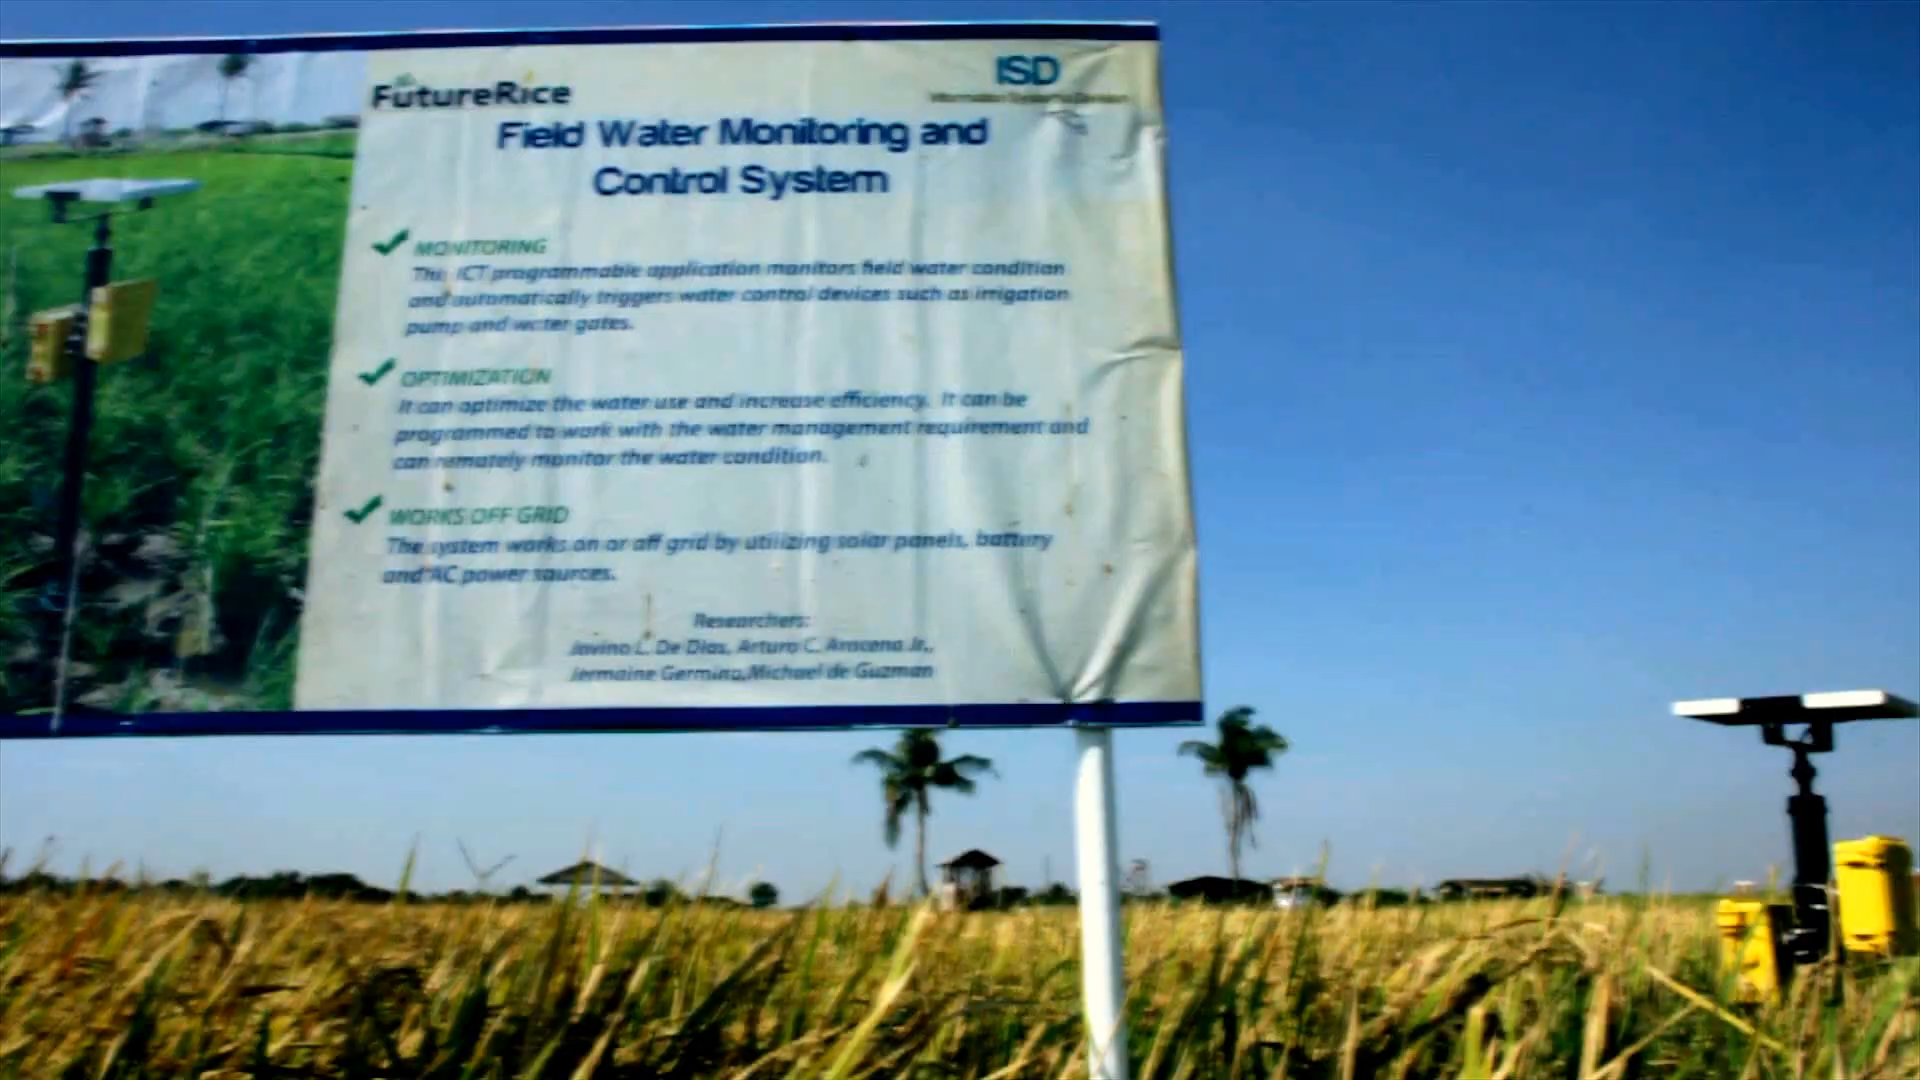 FutureRice
ISD
Information Systems Division
Field Water Monitoring and
Control System
MONITORING
This ICT programmable application monitors field water condition
and automatically triggers water control devices such as irrigation
pump and water gates.
OPTIMIZATION
It can optimize the water use and increase efficiency. It can be
programmed to work with the water management requirement and
can remotely monitor the water condition.
WORKS OFF GRID
The system works on or off grid by utilizing solar panels, battery
and AC power sources.
Researchers:
Jovino L. De Dios, Arturo C. Arocena Jr.,
Jermaine Germino, Michael de Guzman